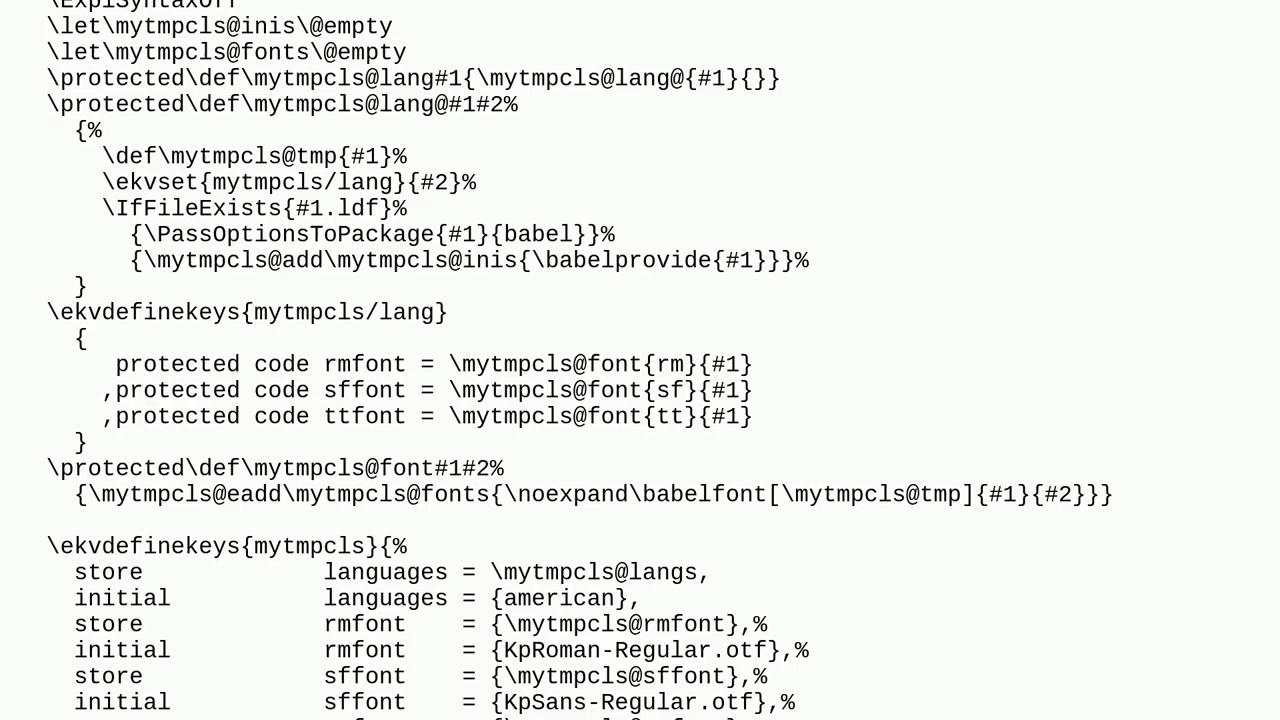 \ExplSyntaxOff
\let\mytmpcls@inis\@empty
\let\mytmpcls@fonts\@empty
\protected\def\mytmpcls@lang#1{\mytmpcls@lang@{#1}{}}
\protected\def\mytmpcls@lang@#1#2%
  {%
    \def\mytmpcls@tmp{#1}%
    \ekvset{mytmpcls/lang}{#2}%
    \IfFileExists{#1.ldf}%
      {\PassOptionsToPackage{#1}{babel}}%
      {\mytmpcls@add\mytmpcls@inis{\babelprovide{#1}}}%
  }
\ekvdefinekeys{mytmpcls/lang}
  {
     protected code rmfont = \mytmpcls@font{rm}{#1}
    ,protected code sffont = \mytmpcls@font{sf}{#1}
    ,protected code ttfont = \mytmpcls@font{tt}{#1}
  }
\protected\def\mytmpcls@font#1#2%
  {\mytmpcls@eadd\mytmpcls@fonts{\noexpand\babelfont[\mytmpcls@tmp]{#1}{#2}}}

\ekvdefinekeys{mytmpcls}{%
  store             languages = \mytmpcls@langs,
  initial           languages = {american},
  store             rmfont    = {\mytmpcls@rmfont},%
  initial           rmfont    = {KpRoman-Regular.otf},%
  store             sffont    = {\mytmpcls@sffont},%
  initial           sffont    = {KpSans-Regular.otf},%